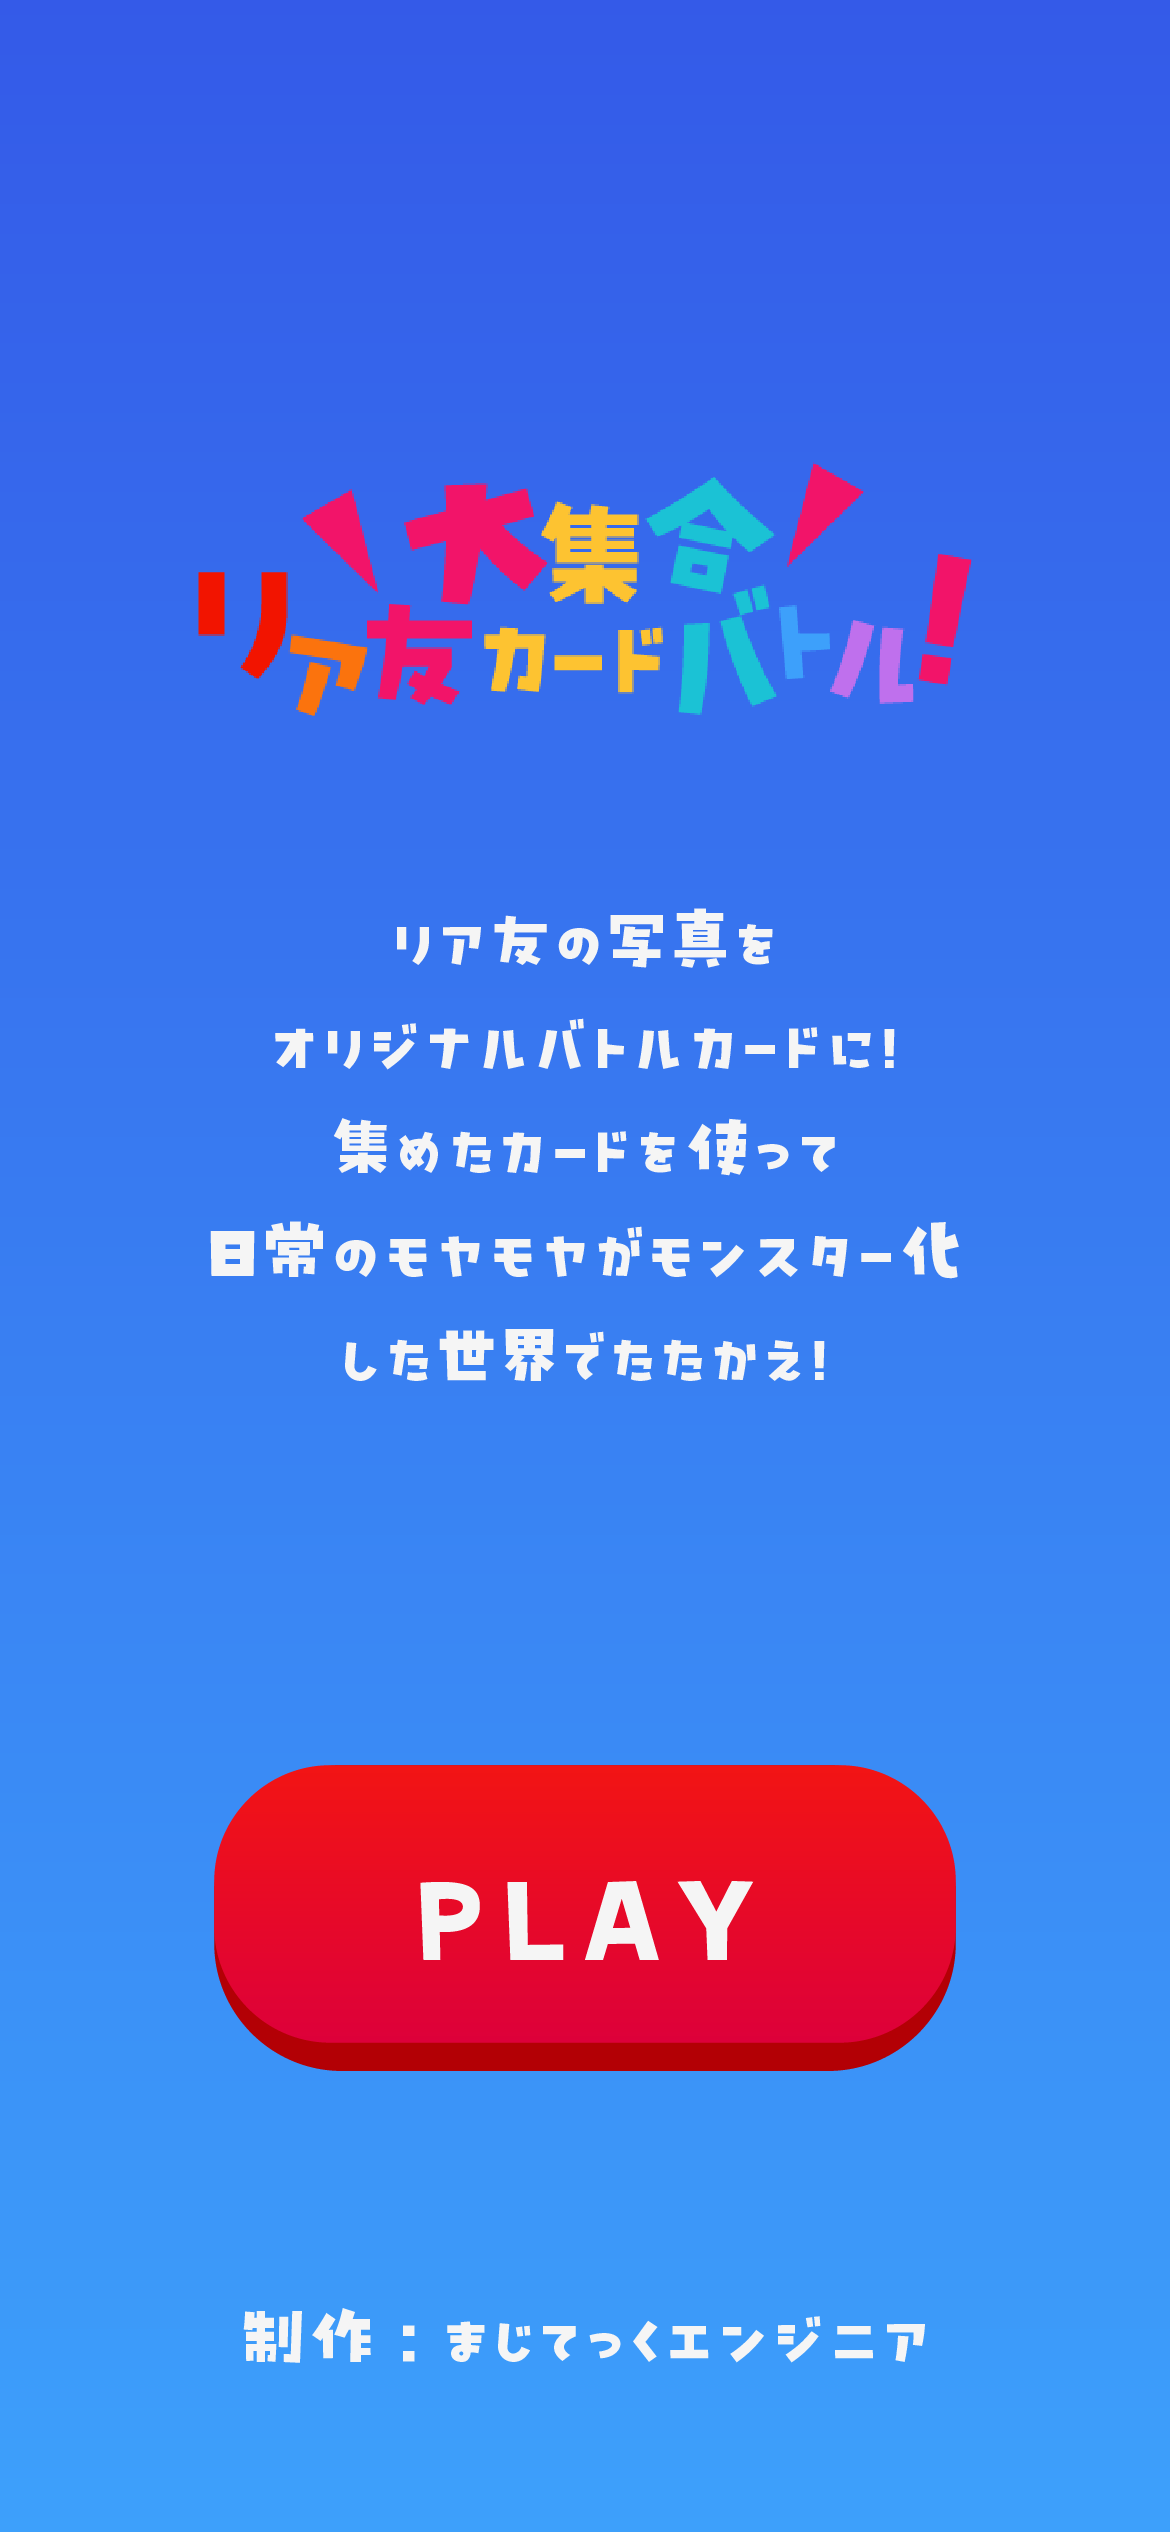 大集合
リア友カードバトル!
リア友の写真を
オリジナルバトルカードに!
集めたカードを使って
日常のモヤモヤがモンスター化
した世界でたたかえ!
PLAY
制作：まじてっくエンジニア